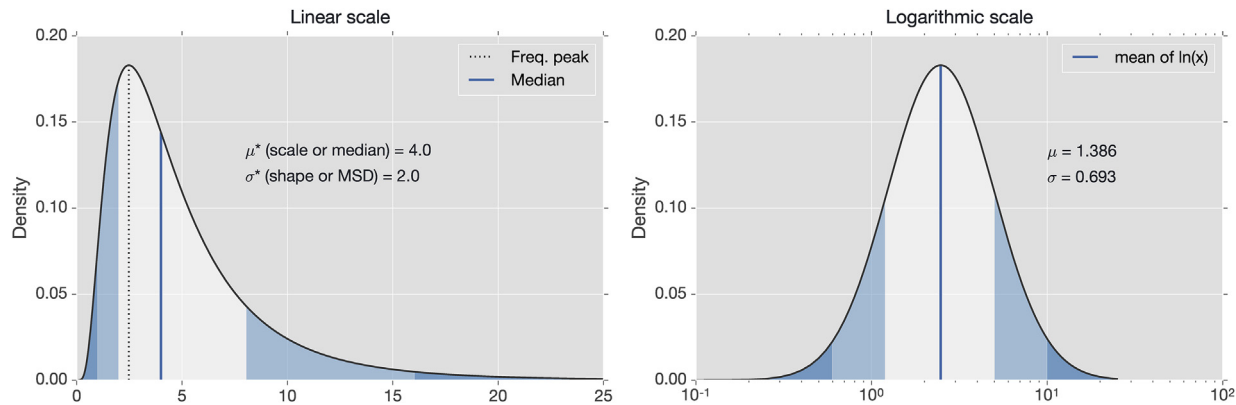 Linear scale
Density
0.20
0.15
0.10
0.05
0.00
Freq. peak
Median
μ* (scale or median) = 4.0
σ* (shape or MSD) = 2.0
0 5 10 15 20 25
Logarithmic scale
Density
0.20
0.15
0.10
0.05
0.00
mean of ln(x)
μ = 1.386
σ = 0.693
10⁻¹ 10⁰ 10¹ 10²